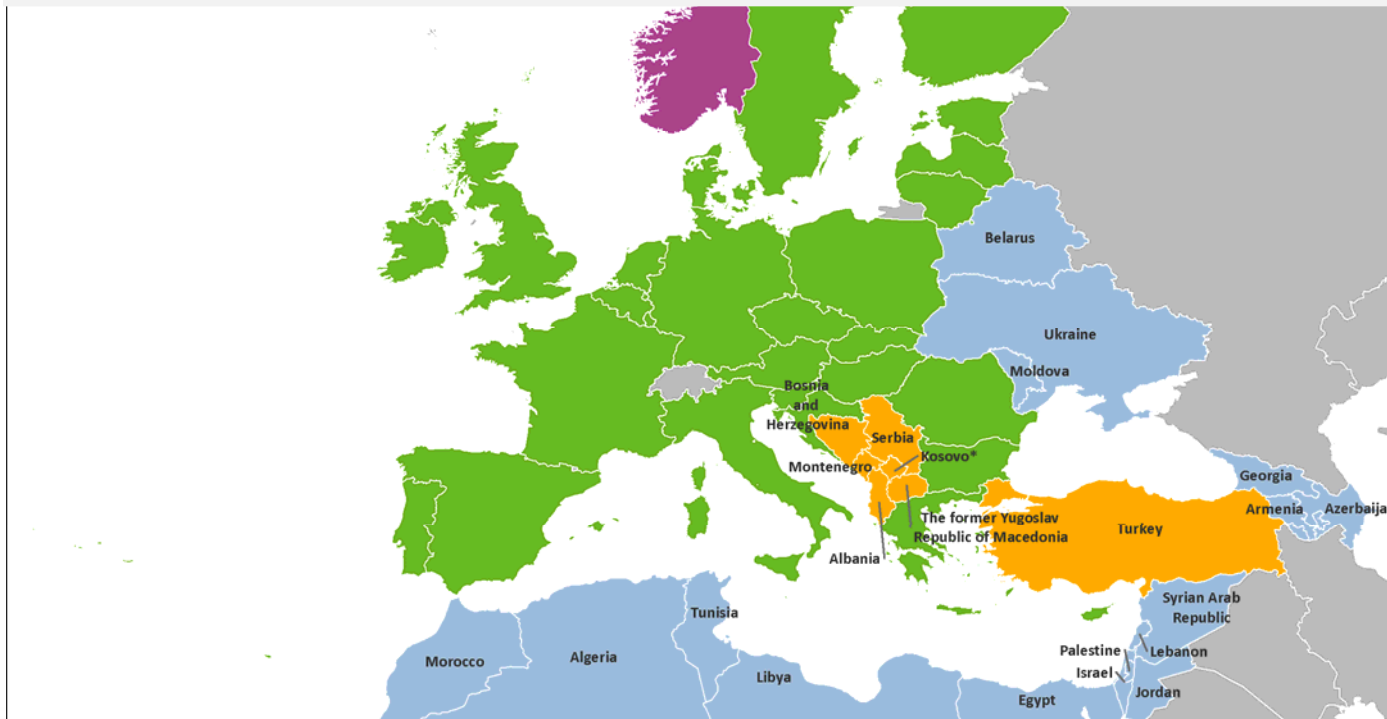 Belarus
Ukraine
Moldova
Bosnia
and
Herzegovina
Serbia
Kosovo*
Montenegro
Georgia
Armenia
Azerbaija
The former Yugoslav
Republic of Macedonia
Turkey
Albania
Syrian Arab
Republic
Tunisia
Palestine
Lebanon
Morocco
Algeria
Israel
Libya
Egypt
Jordan